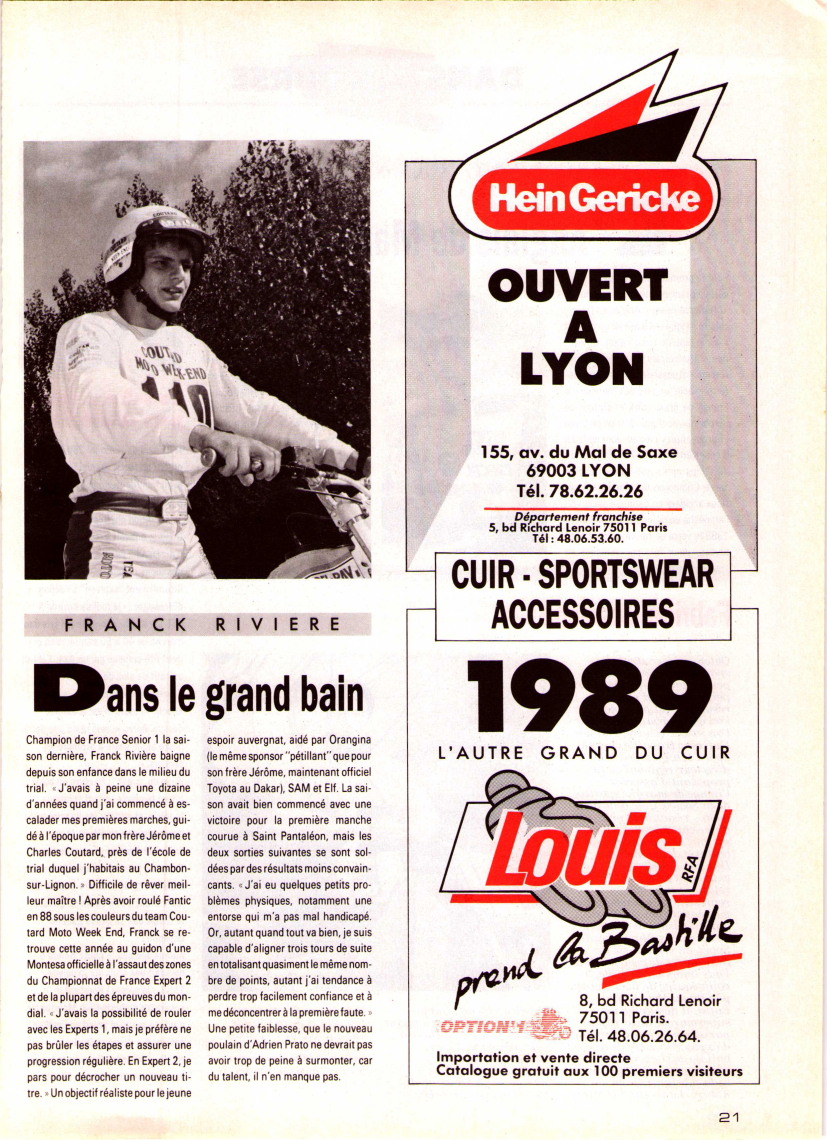 COUTARD
MOTO WEEK-END
110
FRANCK RIVIERE
Dans le grand bain
Champion de France Senior 1 la sai-
son dernière, Franck Rivière baigne
depuis son enfance dans le milieu du
trial. « J'avais à peine une dizaine
d'années quand j'ai commencé à es-
calader mes premières marches, gui-
dé à l'époque par mon frère Jérôme et
Charles Coutard, près de l'école de
trial duquel j'habitais au Chambon-
sur-Lignon. » Difficile de rêver meil-
leur maître ! Après avoir roulé Fantic
en 88 sous les couleurs du team Cou-
tard Moto Week End, Franck se re-
trouve cette année au guidon d'une
Montesa officielle à l'assaut des zones
du Championnat de France Expert 2
et de la plupart des épreuves du mon-
dial. « J'avais la possibilité de rouler
avec les Experts 1, mais je préfère ne
pas brûler les étapes et assurer une
progression régulière. En Expert 2, je
pars pour décrocher un nouveau ti-
tre. » Un objectif réaliste pour le jeune
espoir auvergnat, aidé par Orangina
(le même sponsor "pétillant" que pour
son frère Jérôme, maintenant officiel
Toyota au Dakar), SAM et Elf. La sai-
son avait bien commencé avec une
victoire pour la première manche
courue à Saint Pantaléon, mais les
deux sorties suivantes se sont sol-
dées par des résultats moins convain-
cants. « J'ai eu quelques petits pro-
blèmes physiques, notamment une
entorse qui m'a pas mal handicapé.
Or, autant quand tout va bien, je suis
capable d'aligner trois tours de suite
en totalisant quasiment le même nom-
bre de points, autant j'ai tendance à
perdre trop facilement confiance et à
me déconcentrer à la première faute. »
Une petite faiblesse, que le nouveau
poulain d'Adrien Prato ne devrait pas
avoir trop de peine à surmonter, car
du talent, il n'en manque pas.
Hein Gericke
OUVERT
A
LYON
155, av. du Mal de Saxe
69003 LYON
Tél. 78.62.26.26
Département franchise
5, bd Richard Lenoir 75011 Paris
Tél : 48.06.53.60.
CUIR - SPORTSWEAR
ACCESSOIRES
1989
L'AUTRE GRAND DU CUIR
Louis
RFA
prend la Bastille
OPTION'1
8, bd Richard Lenoir
75011 Paris.
Tél. 48.06.26.64.
Importation et vente directe
Catalogue gratuit aux 100 premiers visiteurs
21